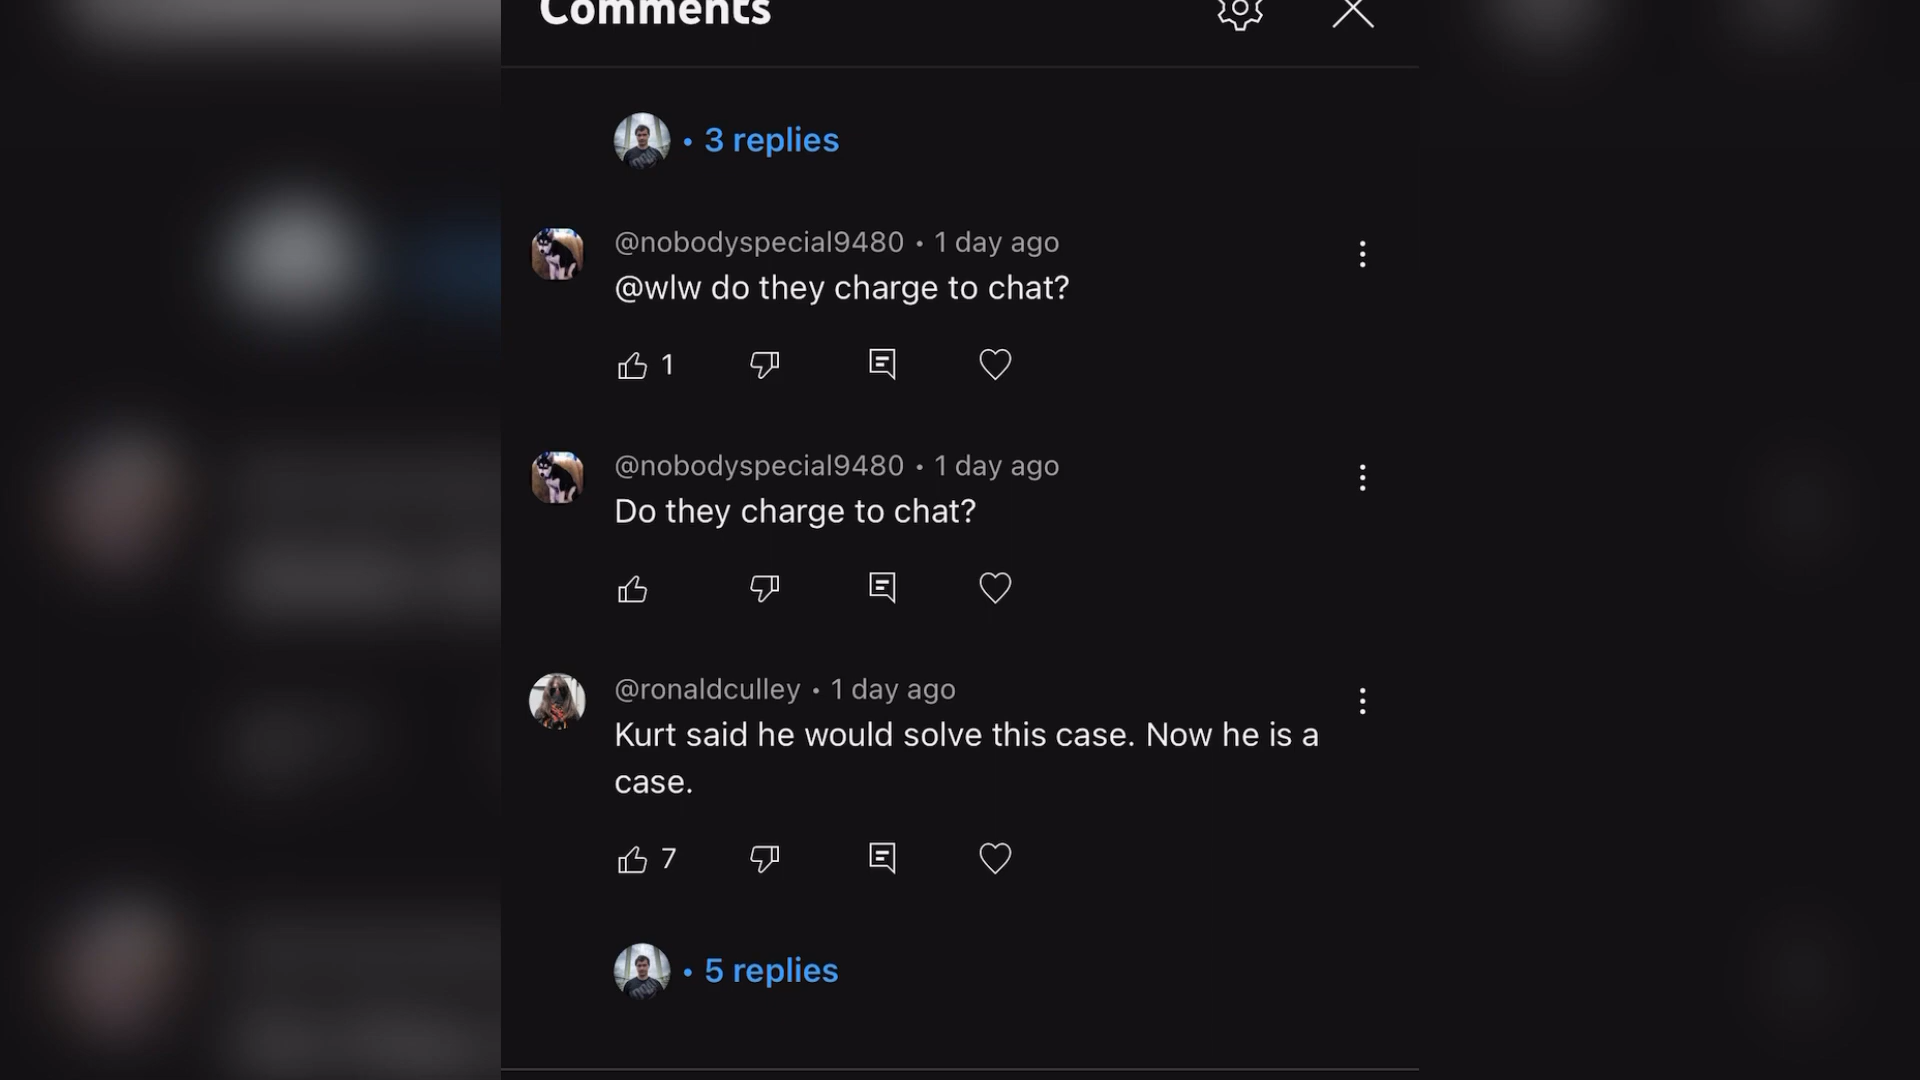 Comments
• 3 replies
@nobodyspecial9480 • 1 day ago
@wlw do they charge to chat?
1
@nobodyspecial9480 • 1 day ago
Do they charge to chat?
@ronaldculley • 1 day ago
Kurt said he would solve this case. Now he is a
case.
7
• 5 replies